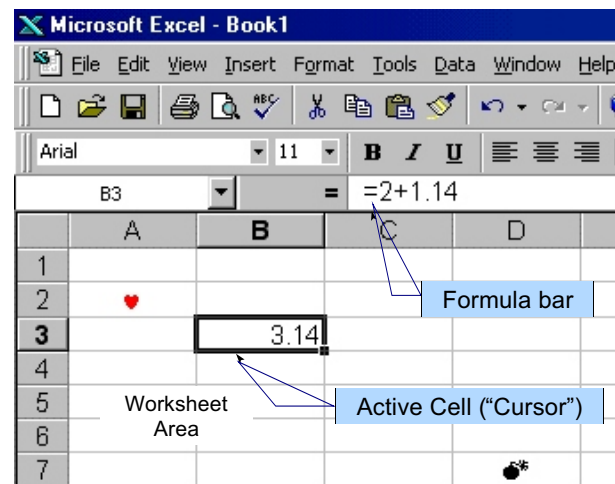 Microsoft Excel - Book1
File Edit View Insert Format Tools Data Window Help
ABC
Arial 11 B I U
B3 = =2+1.14
A B C D
1
2
Formula bar
3 3.14
4
5
Active Cell (“Cursor”)
Worksheet
Area
6
7